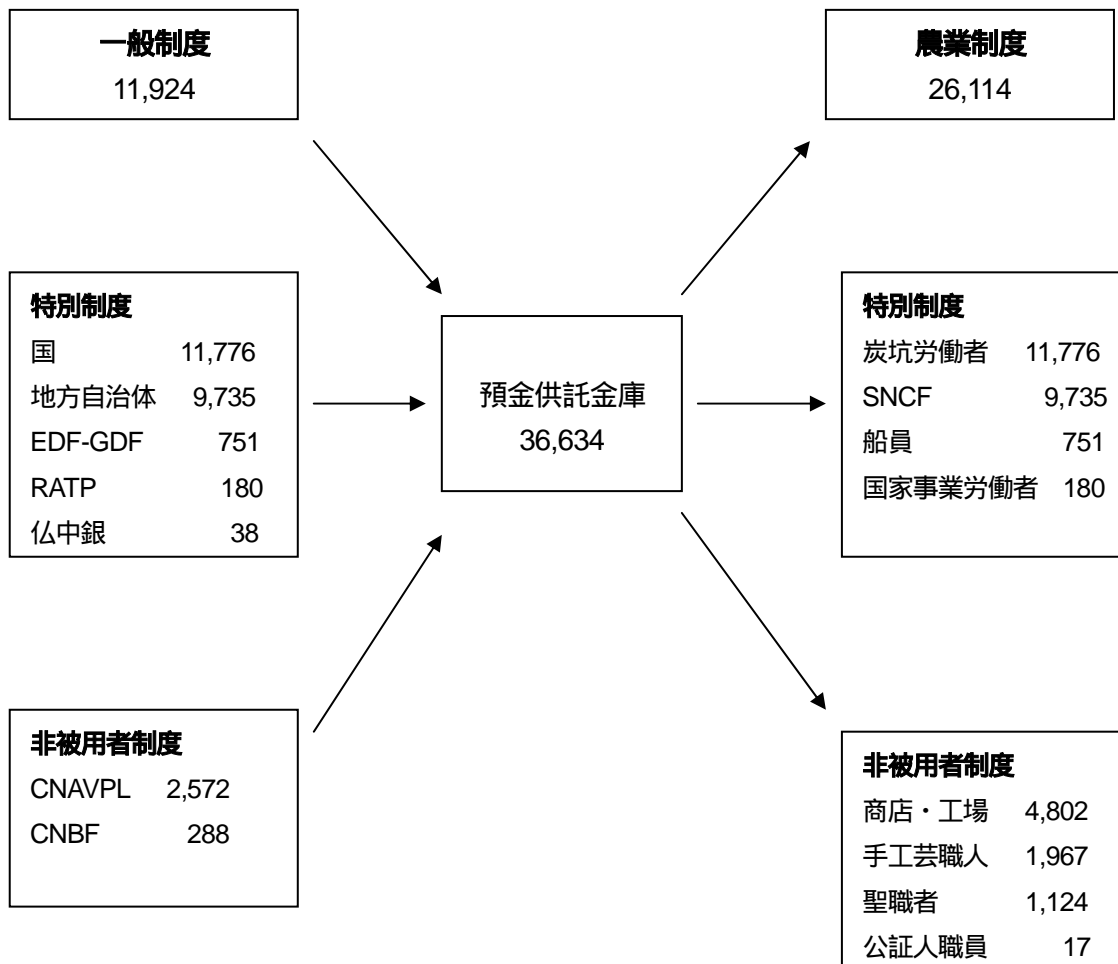 一般制度
11,924
農業制度
26,114
特別制度
国 11,776
地方自治体 9,735
EDF-GDF 751
RATP 180
仏中銀 38
預金供託金庫
36,634
特別制度
炭坑労働者 11,776
SNCF 9,735
船員 751
国家事業労働者 180
非被用者制度
CNAVPL 2,572
CNBF 288
非被用者制度
商店・工場 4,802
手工芸職人 1,967
聖職者 1,124
公証人職員 17